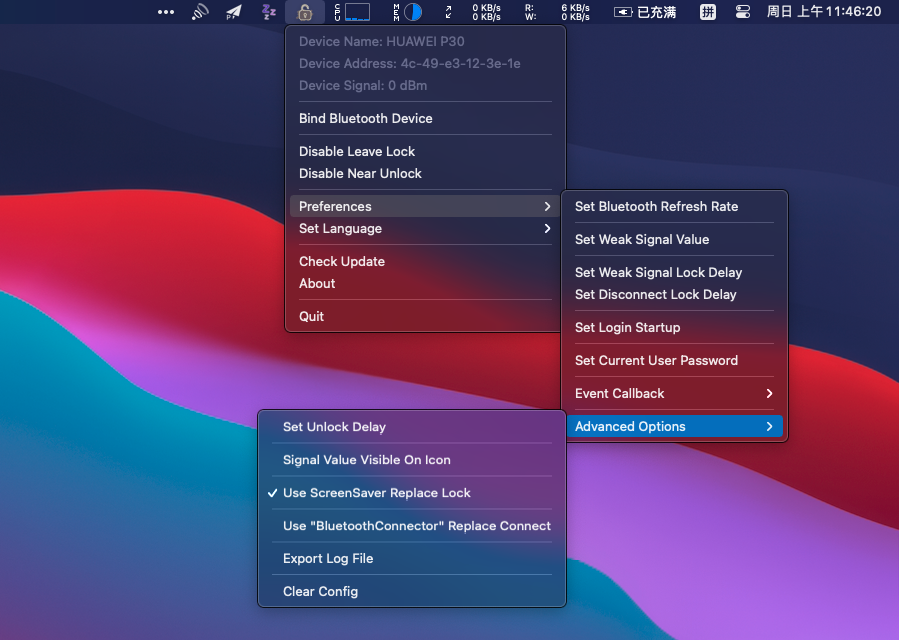 CPU
MEM
0 KB/s
0 KB/s
R:
W:
6 KB/s
0 KB/s
已充满
拼
周日 上午11:46:20
Device Name: HUAWEI P30
Device Address: 4c-49-e3-12-3e-1e
Device Signal: 0 dBm
Bind Bluetooth Device
Disable Leave Lock
Disable Near Unlock
Preferences
Set Language
Check Update
About
Quit
Set Bluetooth Refresh Rate
Set Weak Signal Value
Set Weak Signal Lock Delay
Set Disconnect Lock Delay
Set Login Startup
Set Current User Password
Event Callback
Advanced Options
Set Unlock Delay
Signal Value Visible On Icon
Use ScreenSaver Replace Lock
Use "BluetoothConnector" Replace Connect
Export Log File
Clear Config